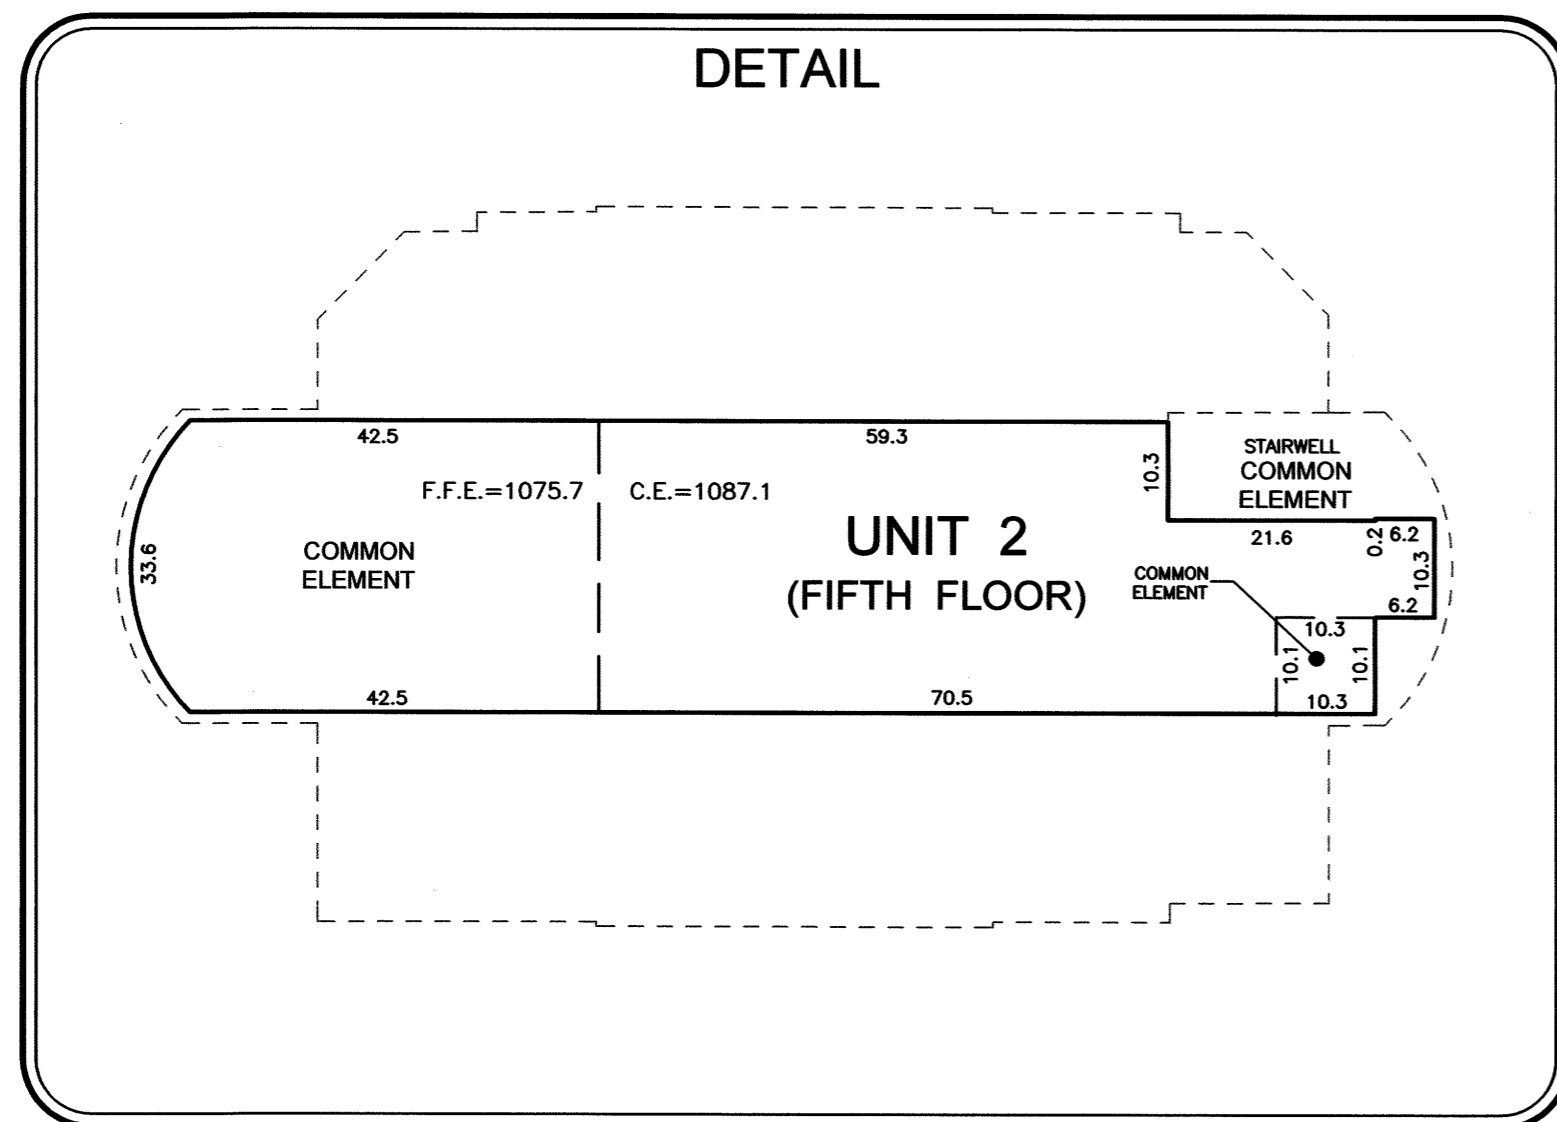 DETAIL
42.5
59.3
F.F.E.=1075.7
C.E.=1087.1
10.3
STAIRWELL
COMMON
ELEMENT
UNIT 2
(FIFTH FLOOR)
21.6
0.2
6.2
10.3
6.2
COMMON
ELEMENT
33.6
COMMON
ELEMENT
10.3
10.1
10.1
10.3
42.5
70.5